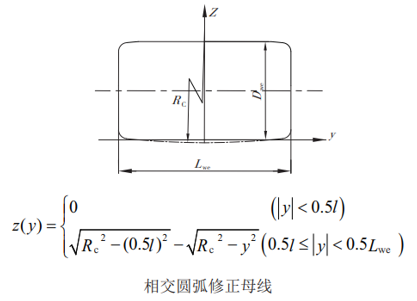 Z
R_C
D_we
y
L_we
z(y) = { 0 (|y| < 0.5l)
√(R_c² − (0.5l)²) − √(R_c² − y²) (0.5l ≤ |y| < 0.5L_we)
相交圆弧修正母线